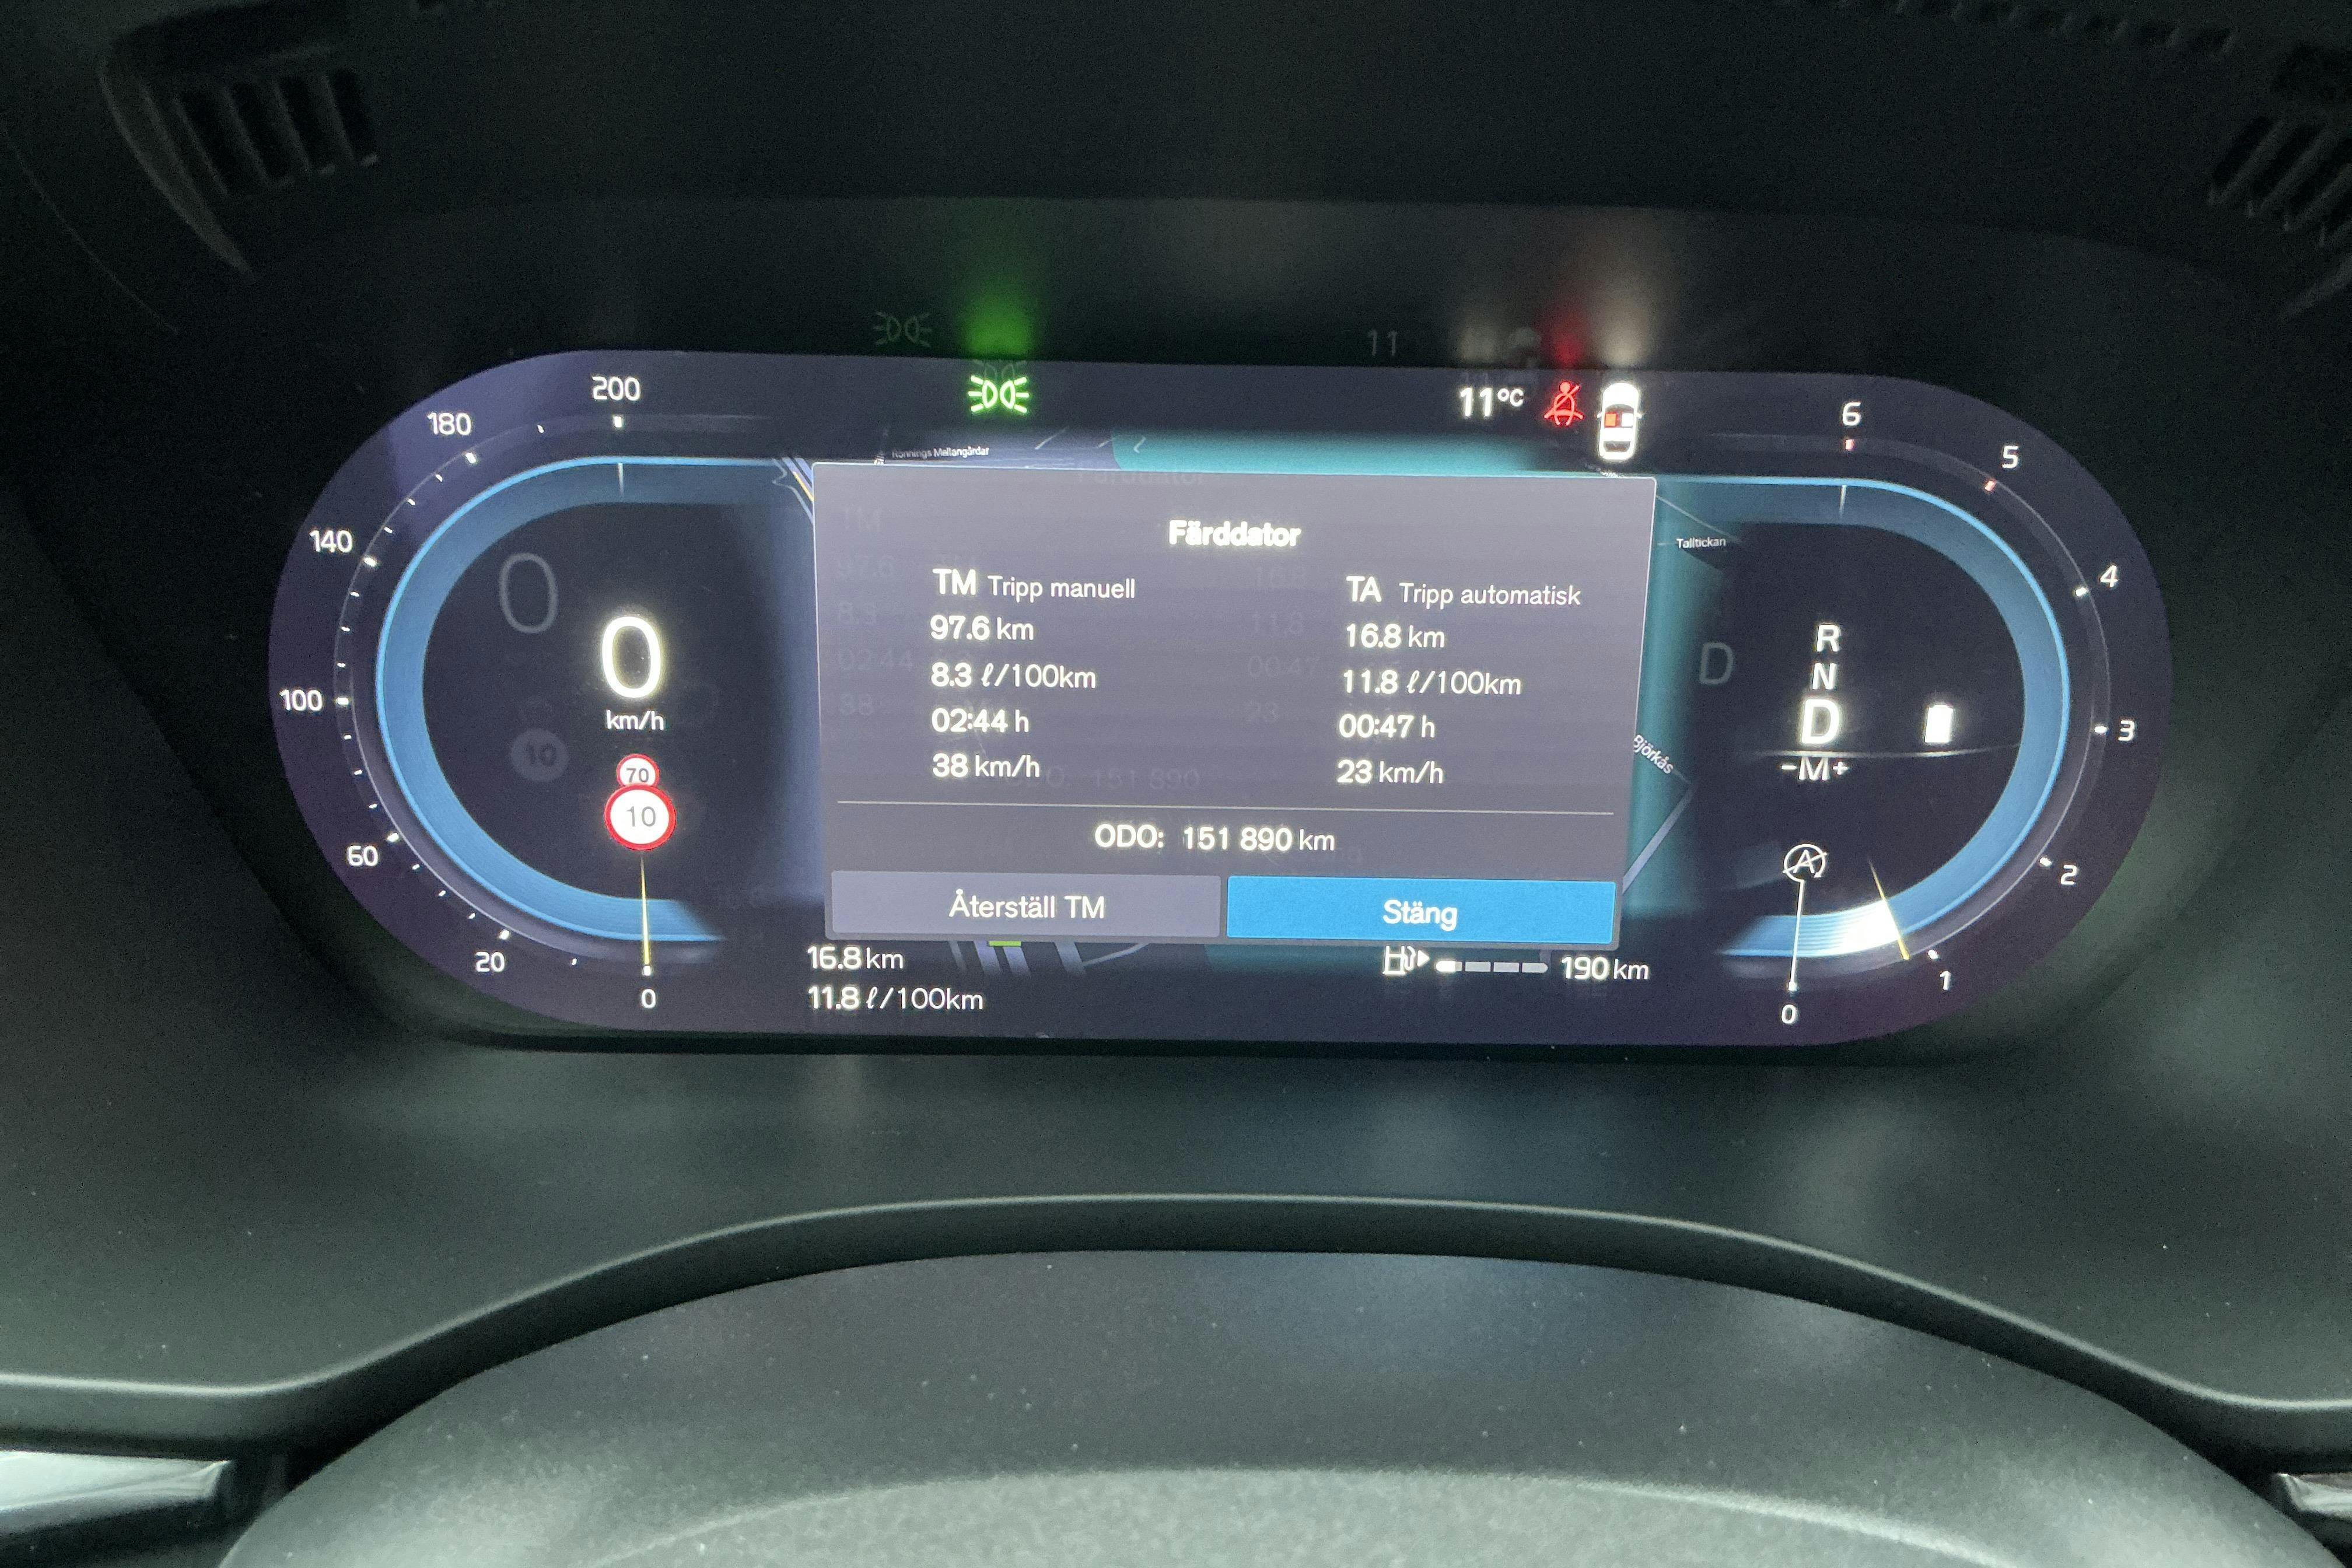 200
180
140
100
60
20
0
11°C
6
5
4
3
2
1
0
Rönnings Mellangårdar
Talltickan
Björkås
0
km/h
70
10
Färddator
TM Tripp manuell
TA Tripp automatisk
97.6 km
16.8 km
8.3 ℓ/100km
11.8 ℓ/100km
02:44 h
00:47 h
38 km/h
23 km/h
ODO: 151 890 km
Återställ TM
Stäng
R
N
D
-M+
A
16.8 km
11.8 ℓ/100km
190 km